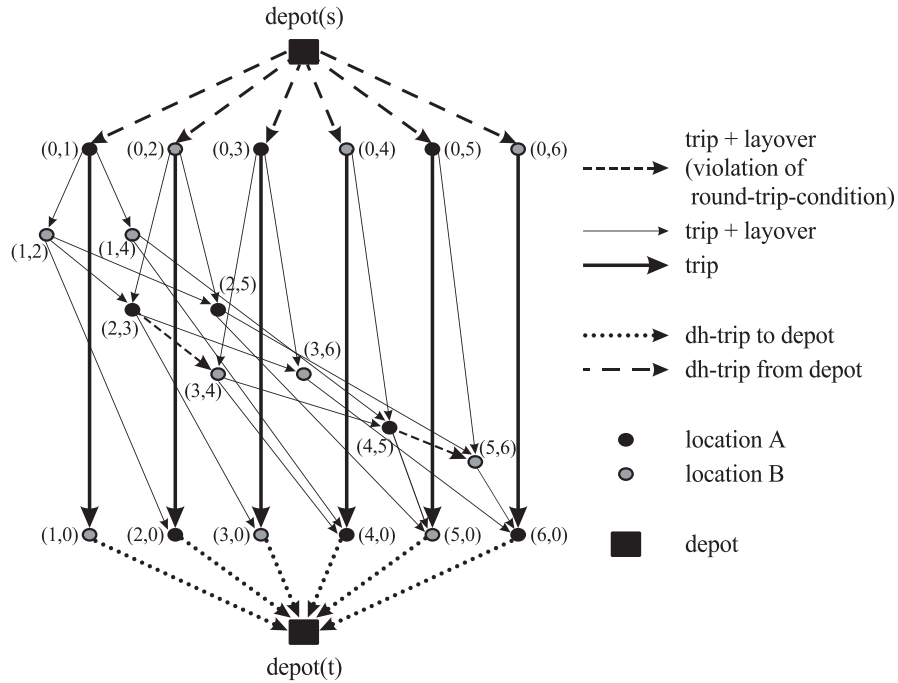 depot(s)
(0,1)
(0,2)
(0,3)
(0,4)
(0,5)
(0,6)
trip + layover
(violation of
round-trip-condition)
trip + layover
trip
(1,2)
(1,4)
(2,3)
(2,5)
(3,4)
(3,6)
(4,5)
(5,6)
dh-trip to depot
dh-trip from depot
location A
location B
(1,0)
(2,0)
(3,0)
(4,0)
(5,0)
(6,0)
depot
depot(t)